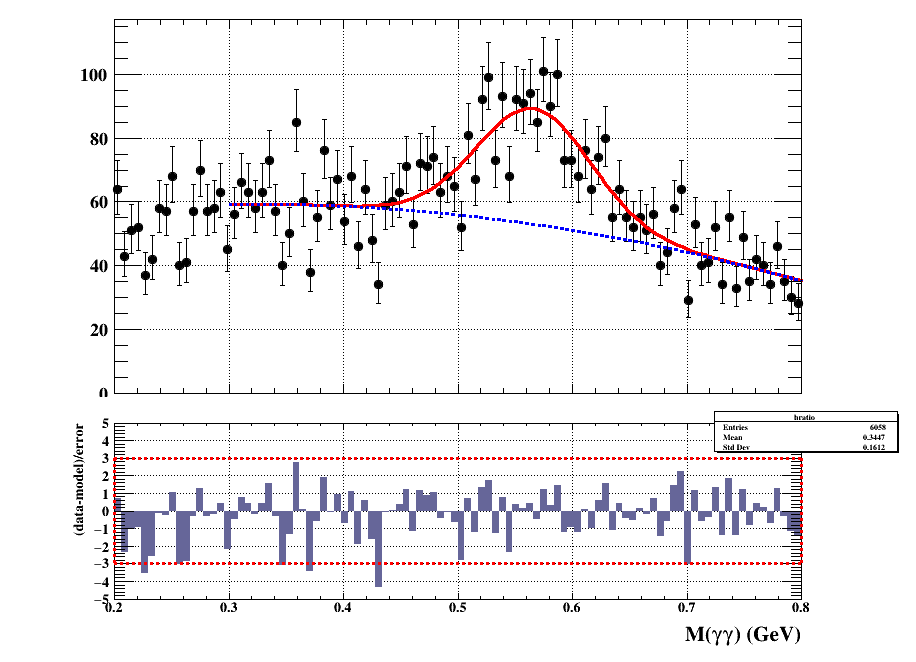 100
80
60
40
20
0
hratio
Entries 6058
Mean 0.3447
Std Dev 0.1612
(data-model)/error
5
4
3
2
1
0
−1
−2
−3
−4
−5
0.2 0.3 0.4 0.5 0.6 0.7 0.8
M(γγ) (GeV)